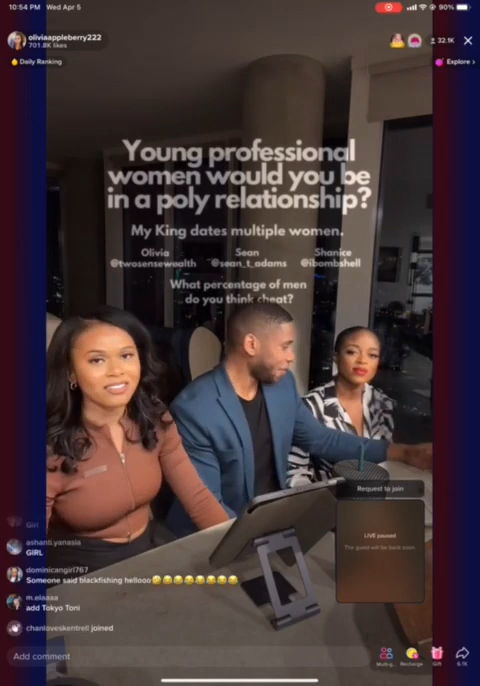 10:54 PM Wed Apr 5
90%
oliviaappleberry222
701.8K likes
32.1K
Daily Ranking
Explore >
Young professional
women would you be
in a poly relationship?
My King dates multiple women.
Olivia Sean Shanice
@twosensewealth @sean_t_adams @ibombshell
What percentage of men
do you think cheat?
Request to join
LIVE paused
The guest will be back soon.
Girl
ashanti.yanasia
GIRL
dominicangirl767
Someone said blackfishing hellooo🤣😂😂😂😂😂😂😂
m.elaaaa
add Tokyo Toni
chanloveskentrell joined
Add comment
Multi-g...
Recharge
Gift
6.1K